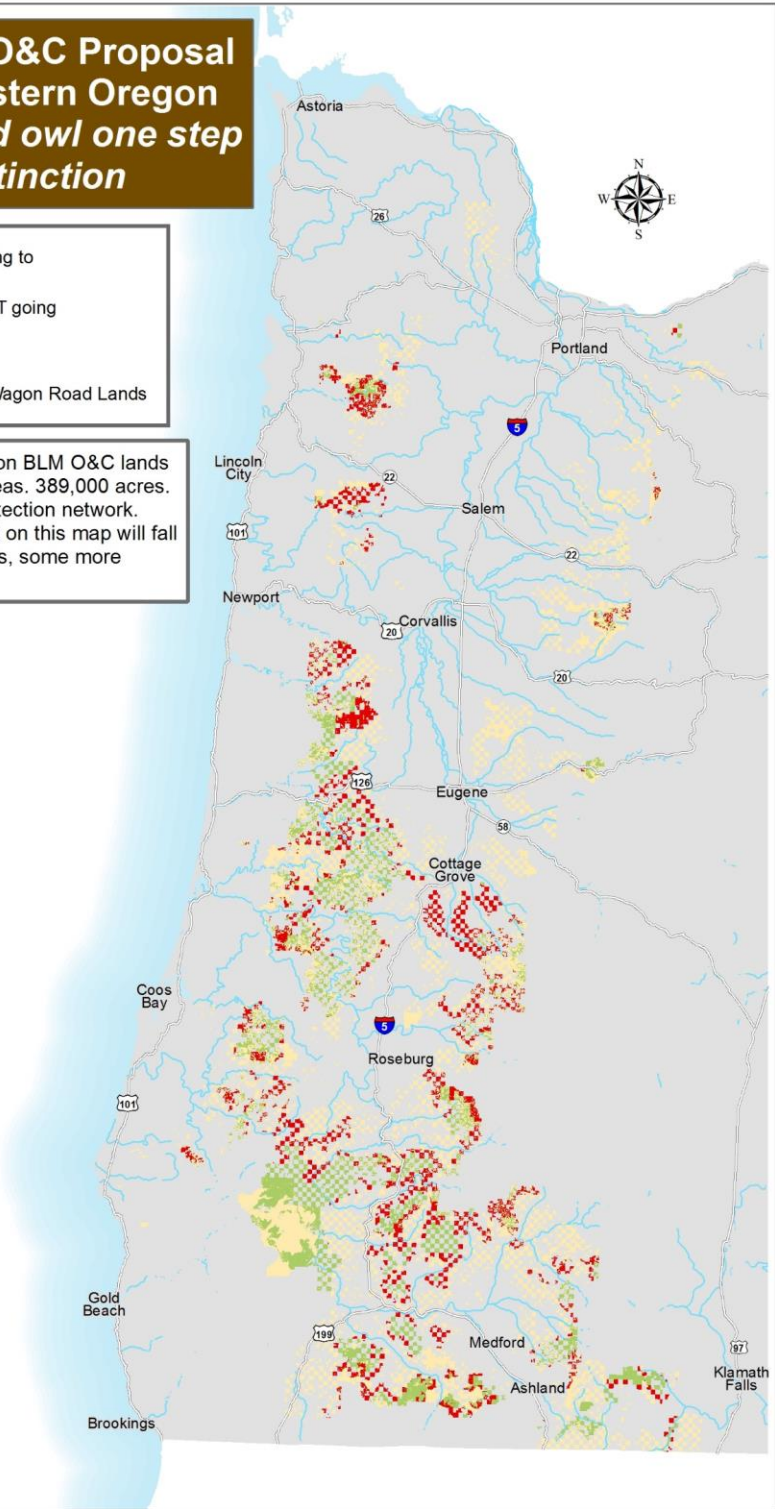 O&C Proposal
stern Oregon
d owl one step
tinction
ng to
T going
Wagon Road Lands
on BLM O&C lands
eas. 389,000 acres.
tection network.
on this map will fall
s, some more
N
W E
S
Astoria
26
Portland
5
Lincoln
City
22
Salem
101
22
Newport
Corvallis
20
20
126
Eugene
58
Cottage
Grove
Coos
Bay
5
Roseburg
101
Gold
Beach
199
Medford
97
Klamath
Falls
Ashland
Brookings